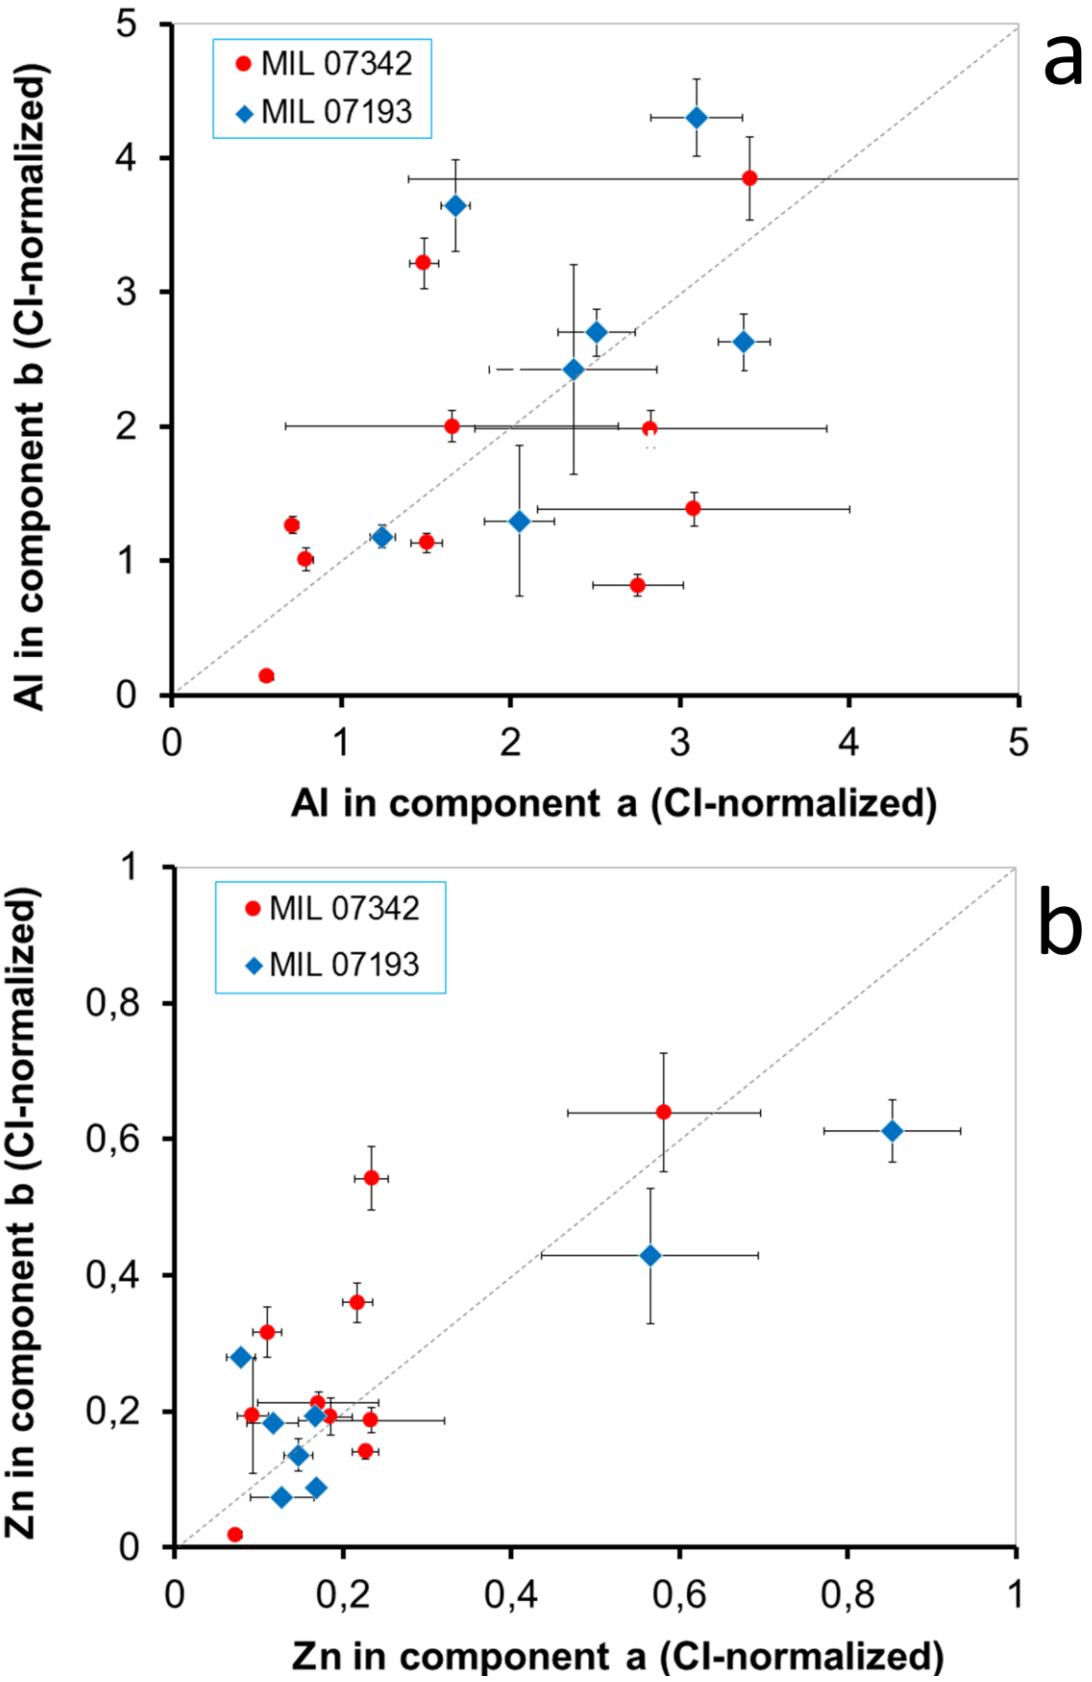 a
MIL 07342
MIL 07193
5
4
3
2
1
0
0 1 2 3 4 5
Al in component b (CI-normalized)
Al in component a (CI-normalized)
b
MIL 07342
MIL 07193
1
0,8
0,6
0,4
0,2
0
0 0,2 0,4 0,6 0,8 1
Zn in component b (CI-normalized)
Zn in component a (CI-normalized)